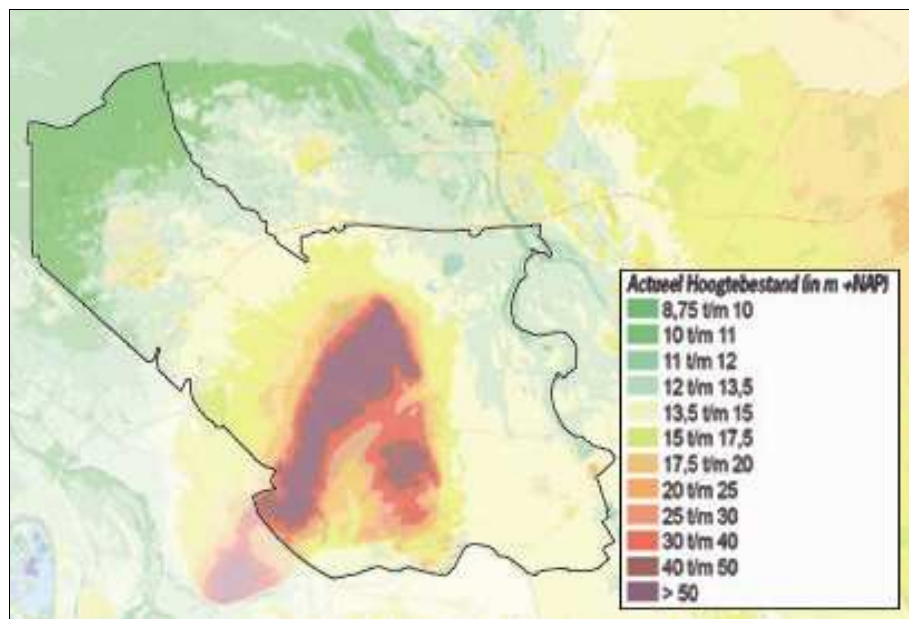 Actueel Hoogtebestand (in m +NAP)
8,75 t/m 10
10 t/m 11
11 t/m 12
12 t/m 13,5
13,5 t/m 15
15 t/m 17,5
17,5 t/m 20
20 t/m 25
25 t/m 30
30 t/m 40
40 t/m 50
> 50